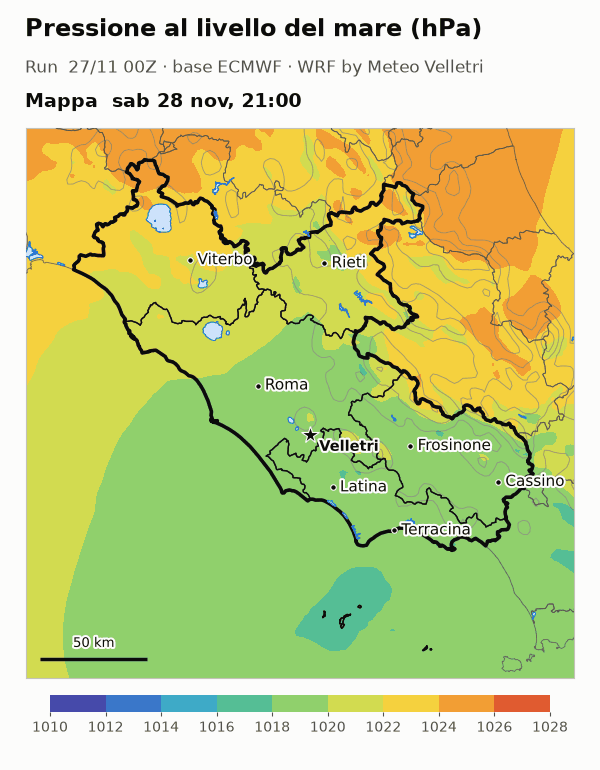 Pressione al livello del mare (hPa)
Run  27/11 00Z · base ECMWF · WRF by Meteo Velletri
Mappa  sab 28 nov, 21:00
Viterbo
Rieti
Roma
Velletri
Frosinone
Cassino
Latina
Terracina
50 km
1010 1012 1014 1016 1018 1020 1022 1024 1026 1028